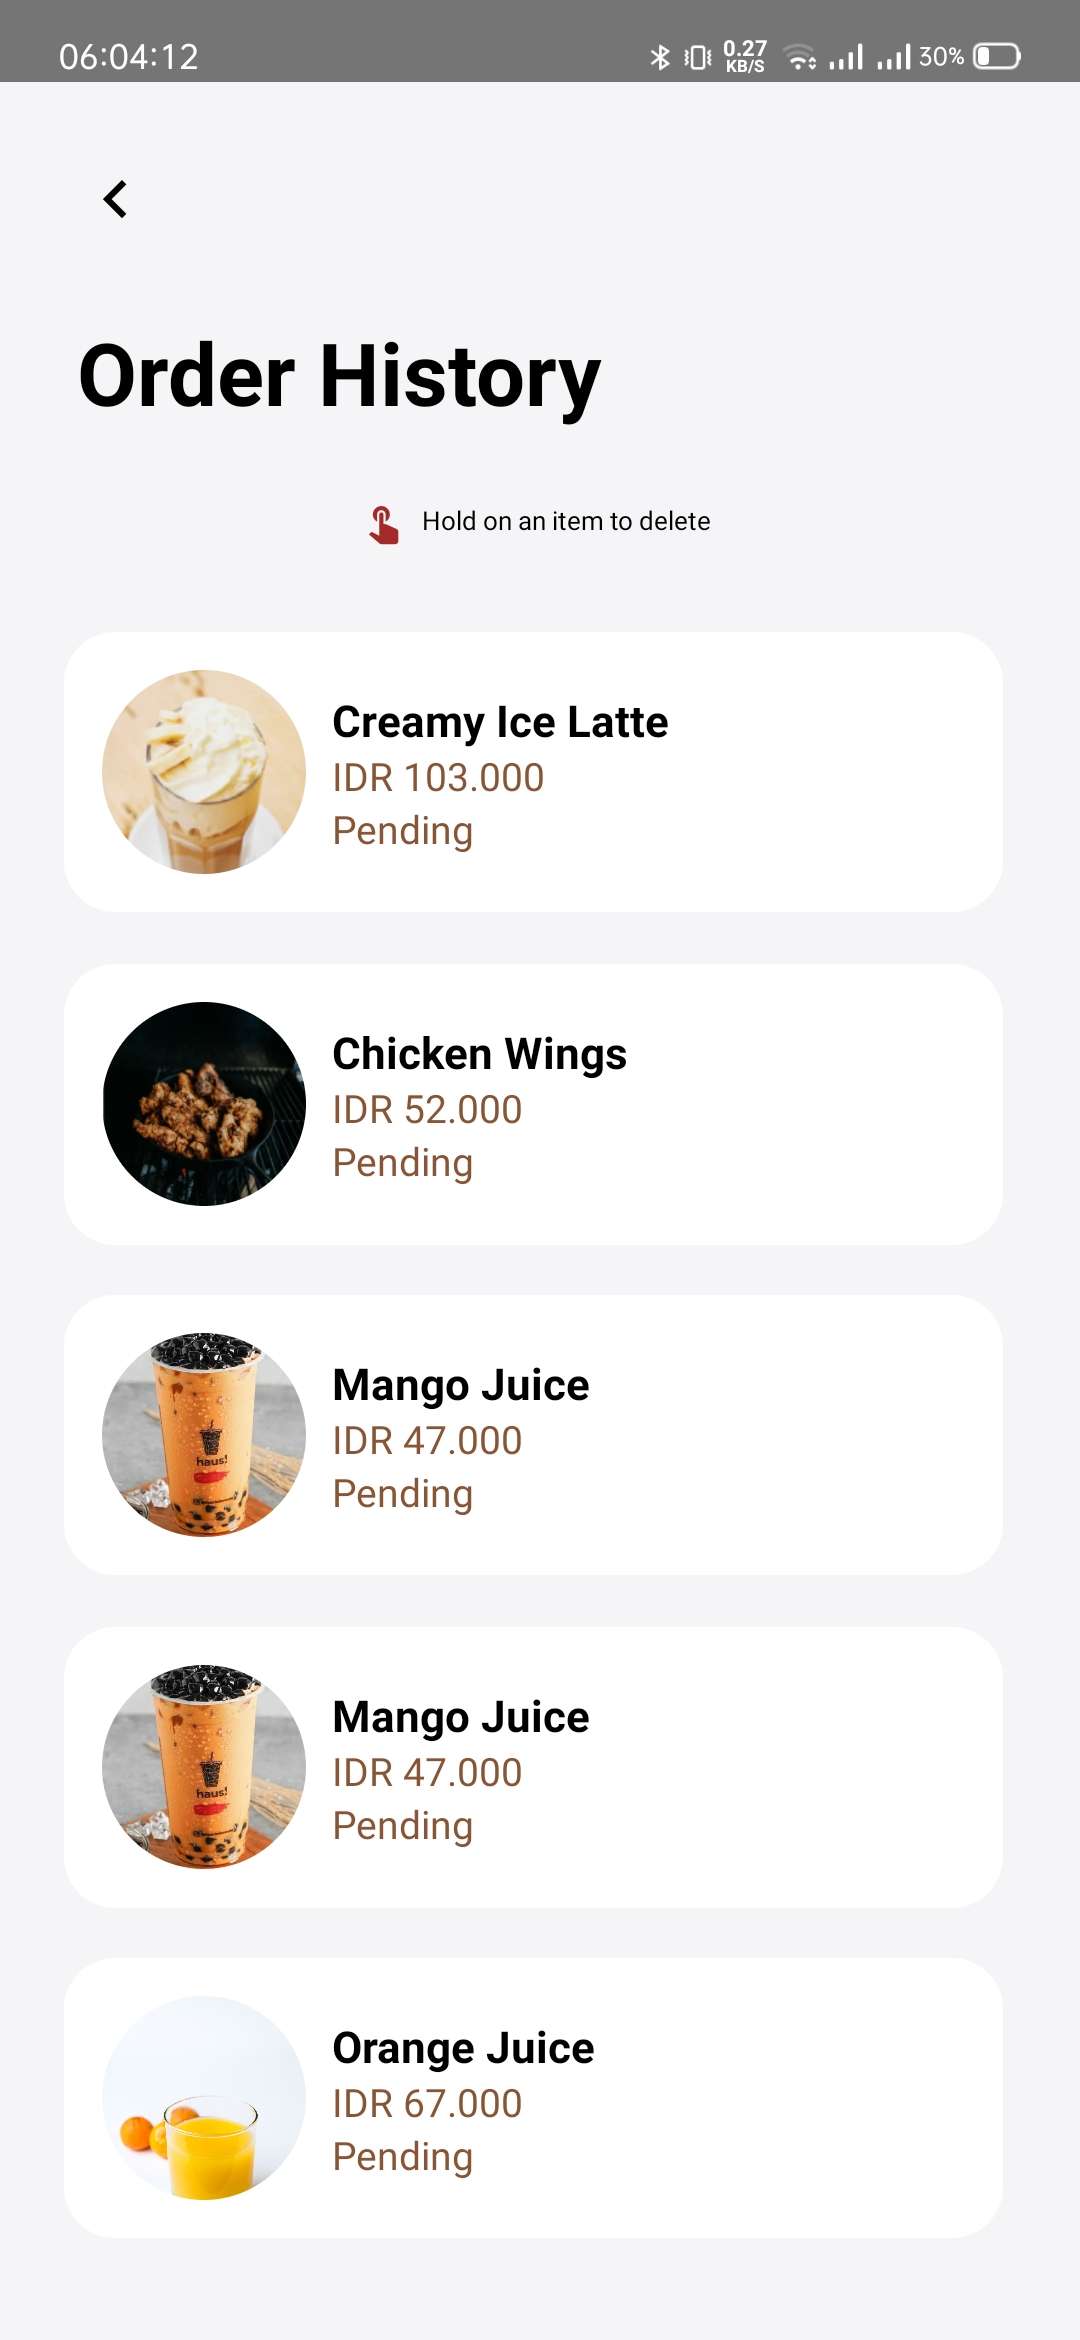 06:04:12
0.27
KB/S
30%
Order History
Hold on an item to delete
Creamy Ice Latte
IDR 103.000
Pending
Chicken Wings
IDR 52.000
Pending
Mango Juice
IDR 47.000
Pending
haus!
Mango Juice
IDR 47.000
Pending
haus!
Orange Juice
IDR 67.000
Pending